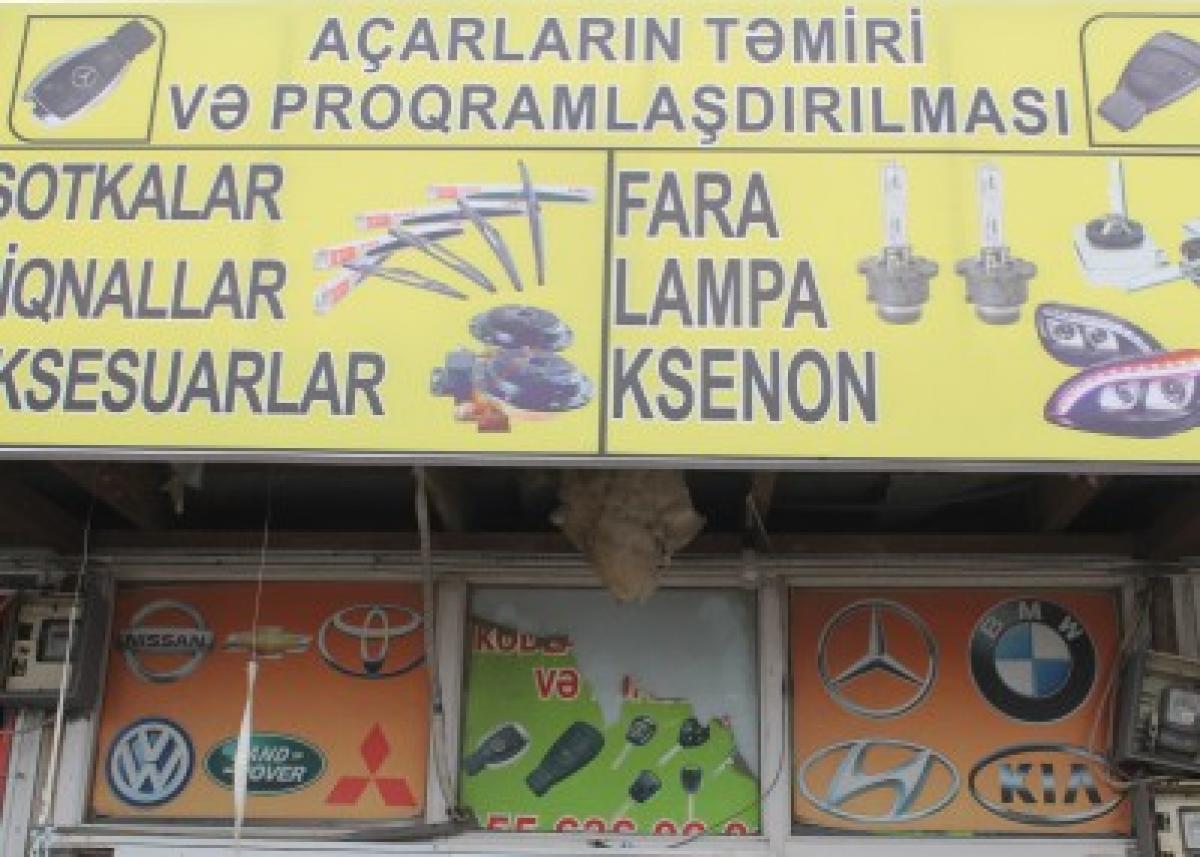 AÇARLARIN TƏMİRİ
VƏ PROQRAMLAŞDIRILMASI
SOTKALAR
İQNALLAR
KSESUARLAR
FARA
LAMPA
KSENON
NISSAN
LAND-
ROVER
VƏ
BMW
KIA